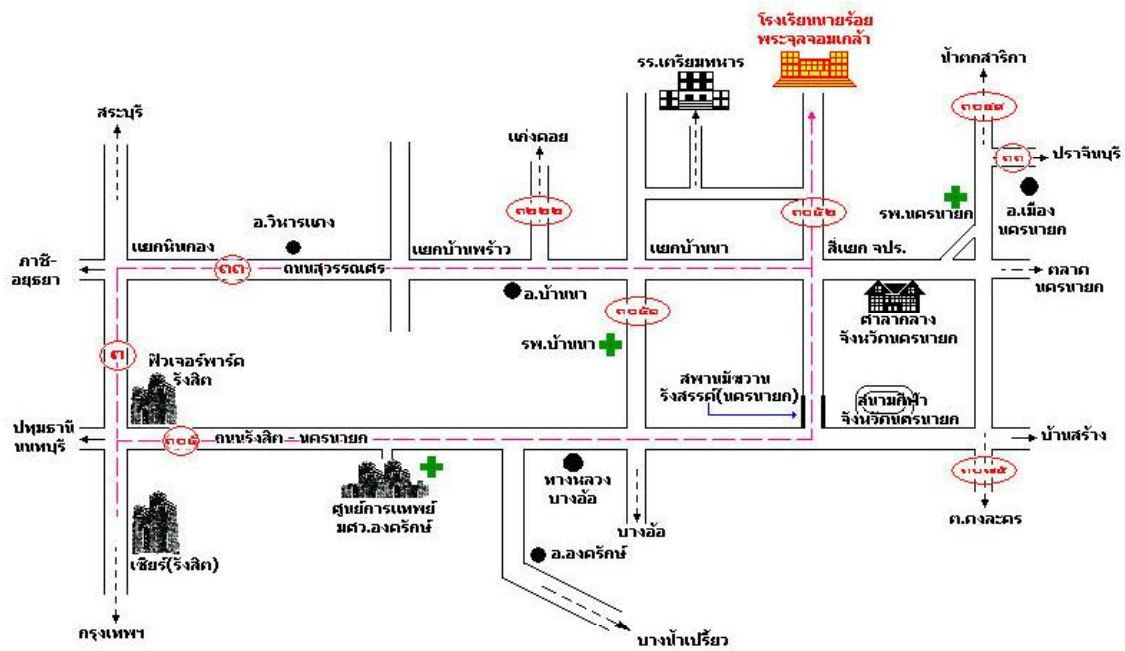 โรงเรียนนายร้อย
พระจุลจอมเกล้า
รร.เตรียมทหาร
น้ำตกสาริกา
สระบุรี
แก่งคอย
๓๐๔๙
๓๓
ปราจีนบุรี
อ.วิหารแดง
๓๒๒๒
๓๐๕๒
รพ.นครนายก
อ.เมือง
นครนายก
แยกหินกอง
แยกบ้านพร้าว
แยกบ้านนา
สี่แยก จปร.
ภาชี-
อยุธยา
๓๓
ถนนสุวรรณศร
ตลาด
นครนายก
อ.บ้านนา
๓๐๕๑
ศาลากลาง
จังหวัดนครนายก
รพ.บ้านนา
๓
ฟิวเจอร์พาร์ค
รังสิต
สพานมัฆวาน
รังสรรค์(นครนายก)
สนามกีฬา
จังหวัดนครนายก
ปทุมธานี
นนทบุรี
๓๐๕
ถนนรังสิต - นครนายก
บ้านสร้าง
ศูนย์การแพทย์
มศว.องครักษ์
ทางหลวง
บางอ้อ
บางอ้อ
ต.ดงละคร
อ.องครักษ์
เซียร์(รังสิต)
กรุงเทพฯ
บางน้ำเปรี้ยว